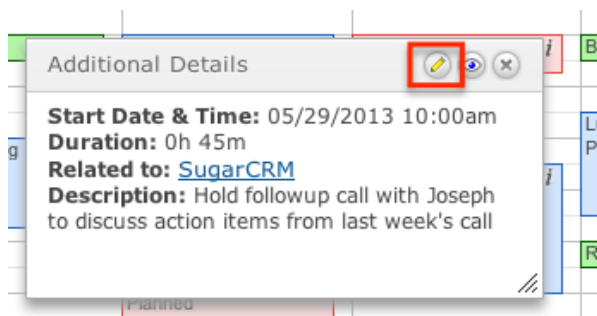 Additional Details
Start Date & Time: 05/29/2013 10:00am
Duration: 0h 45m
Related to: SugarCRM
Description: Hold followup call with Joseph
to discuss action items from last week's call
i
B
g
L
P
i
R
Planned